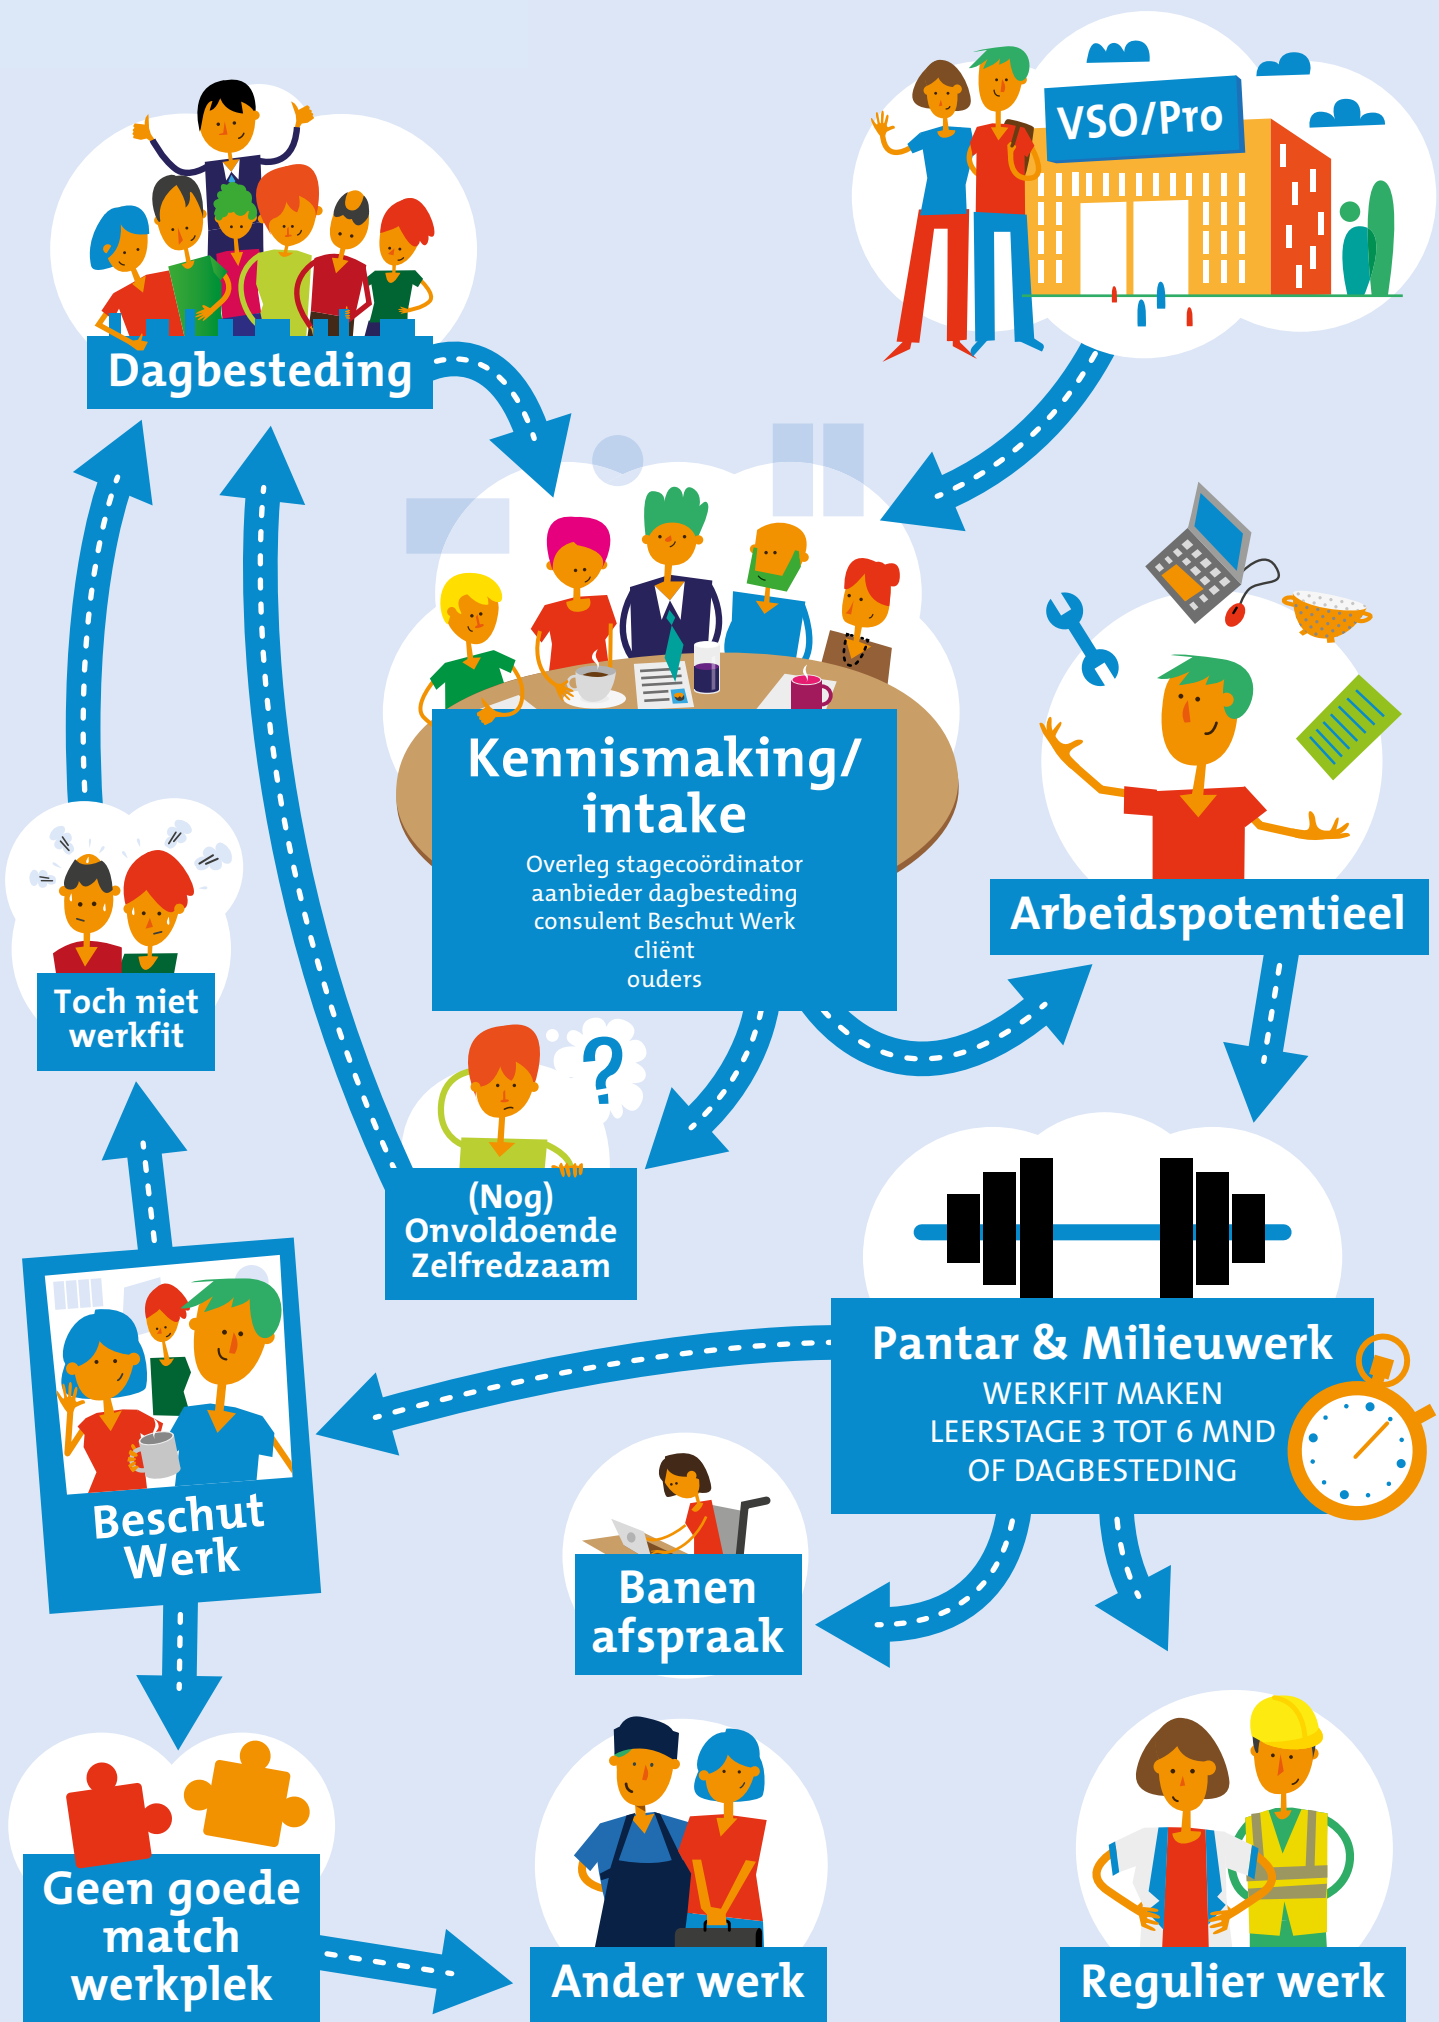 VSO/Pro
Dagbesteding
Kennismaking/
intake
Overleg stagecoördinator
aanbieder dagbesteding
consulent Beschut Werk
cliënt
ouders
Arbeidspotentieel
Toch niet
werkfit
?
(Nog)
Onvoldoende
Zelfredzaam
Pantar & Milieuwerk
WERKFIT MAKEN
LEERSTAGE 3 TOT 6 MND
OF DAGBESTEDING
Beschut
Werk
Banen
afspraak
Geen goede
match
werkplek
Ander werk
Regulier werk